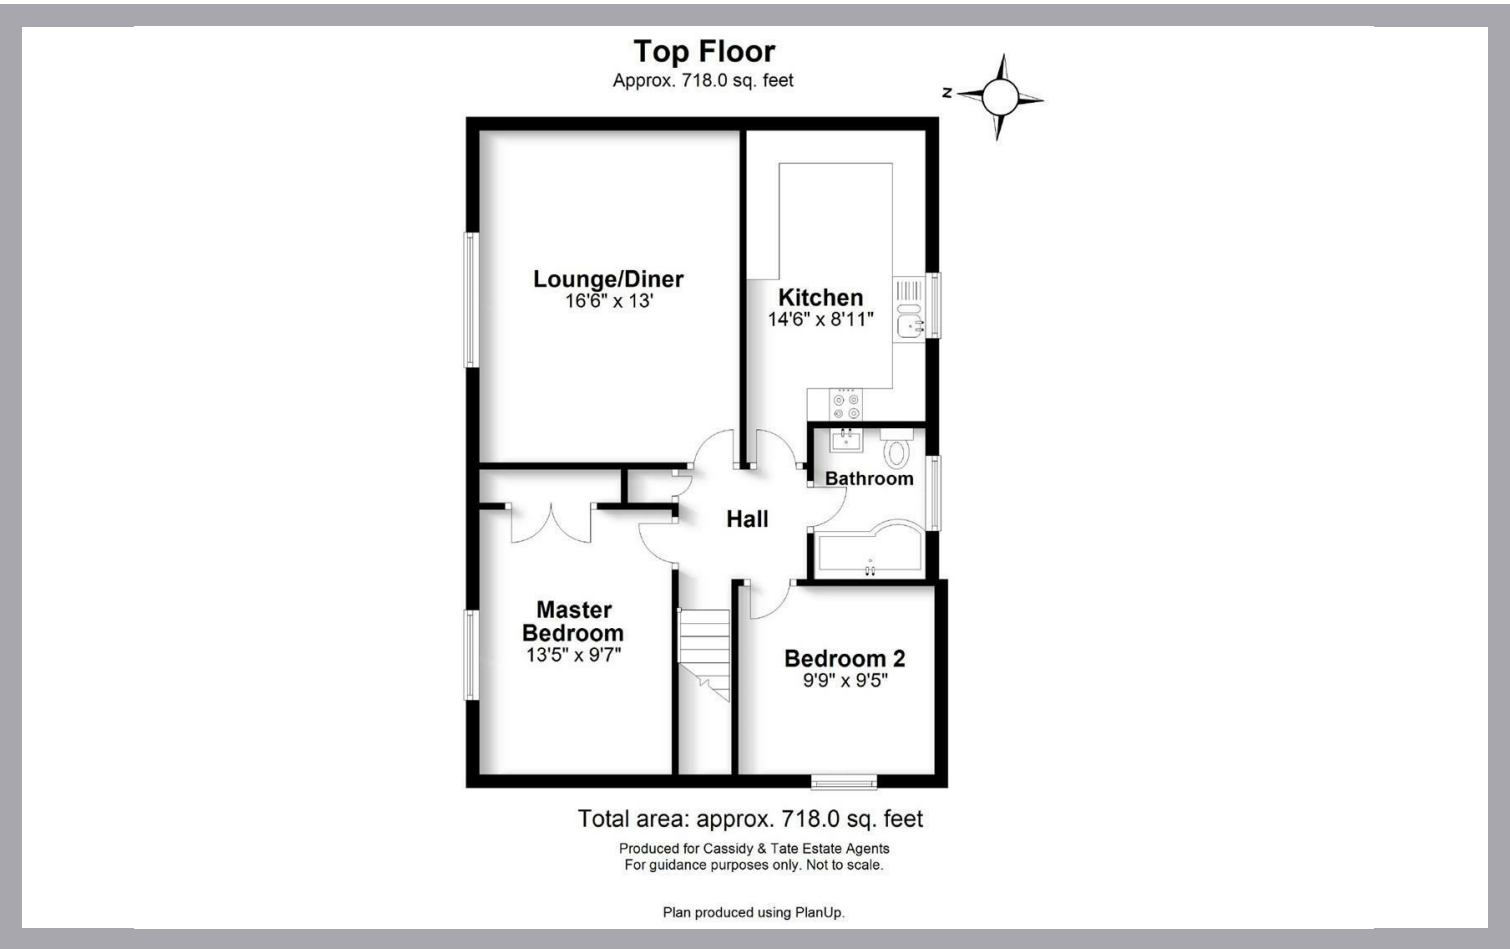 Top Floor
Approx. 718.0 sq. feet
N
Lounge/Diner
16'6" x 13'
Kitchen
14'6" x 8'11"
Bathroom
Hall
Master
Bedroom
13'5" x 9'7"
Bedroom 2
9'9" x 9'5"
Total area: approx. 718.0 sq. feet
Produced for Cassidy & Tate Estate Agents
For guidance purposes only. Not to scale.
Plan produced using PlanUp.